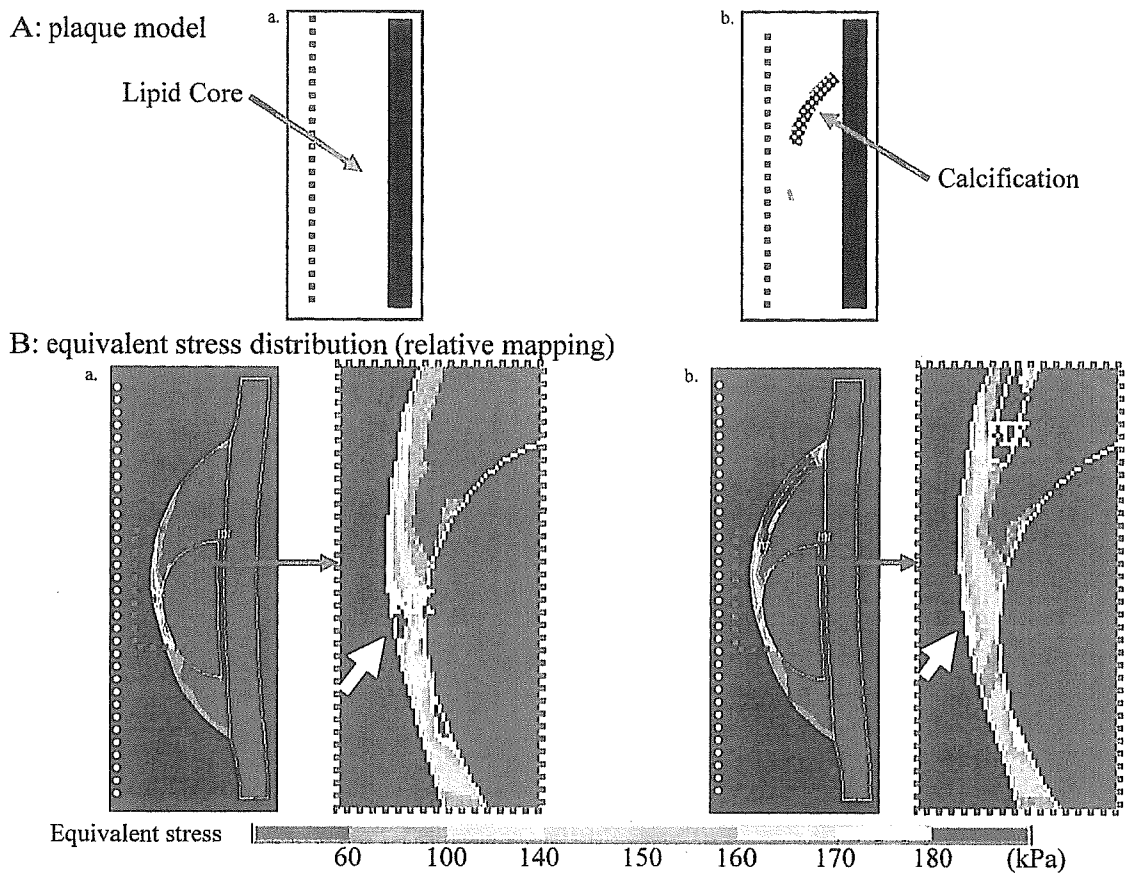 A: plaque model
a.
b.
Lipid Core
Calcification
B: equivalent stress distribution (relative mapping)
a.
b.
Equivalent stress
60 100 140 150 160 170 180 (kPa)